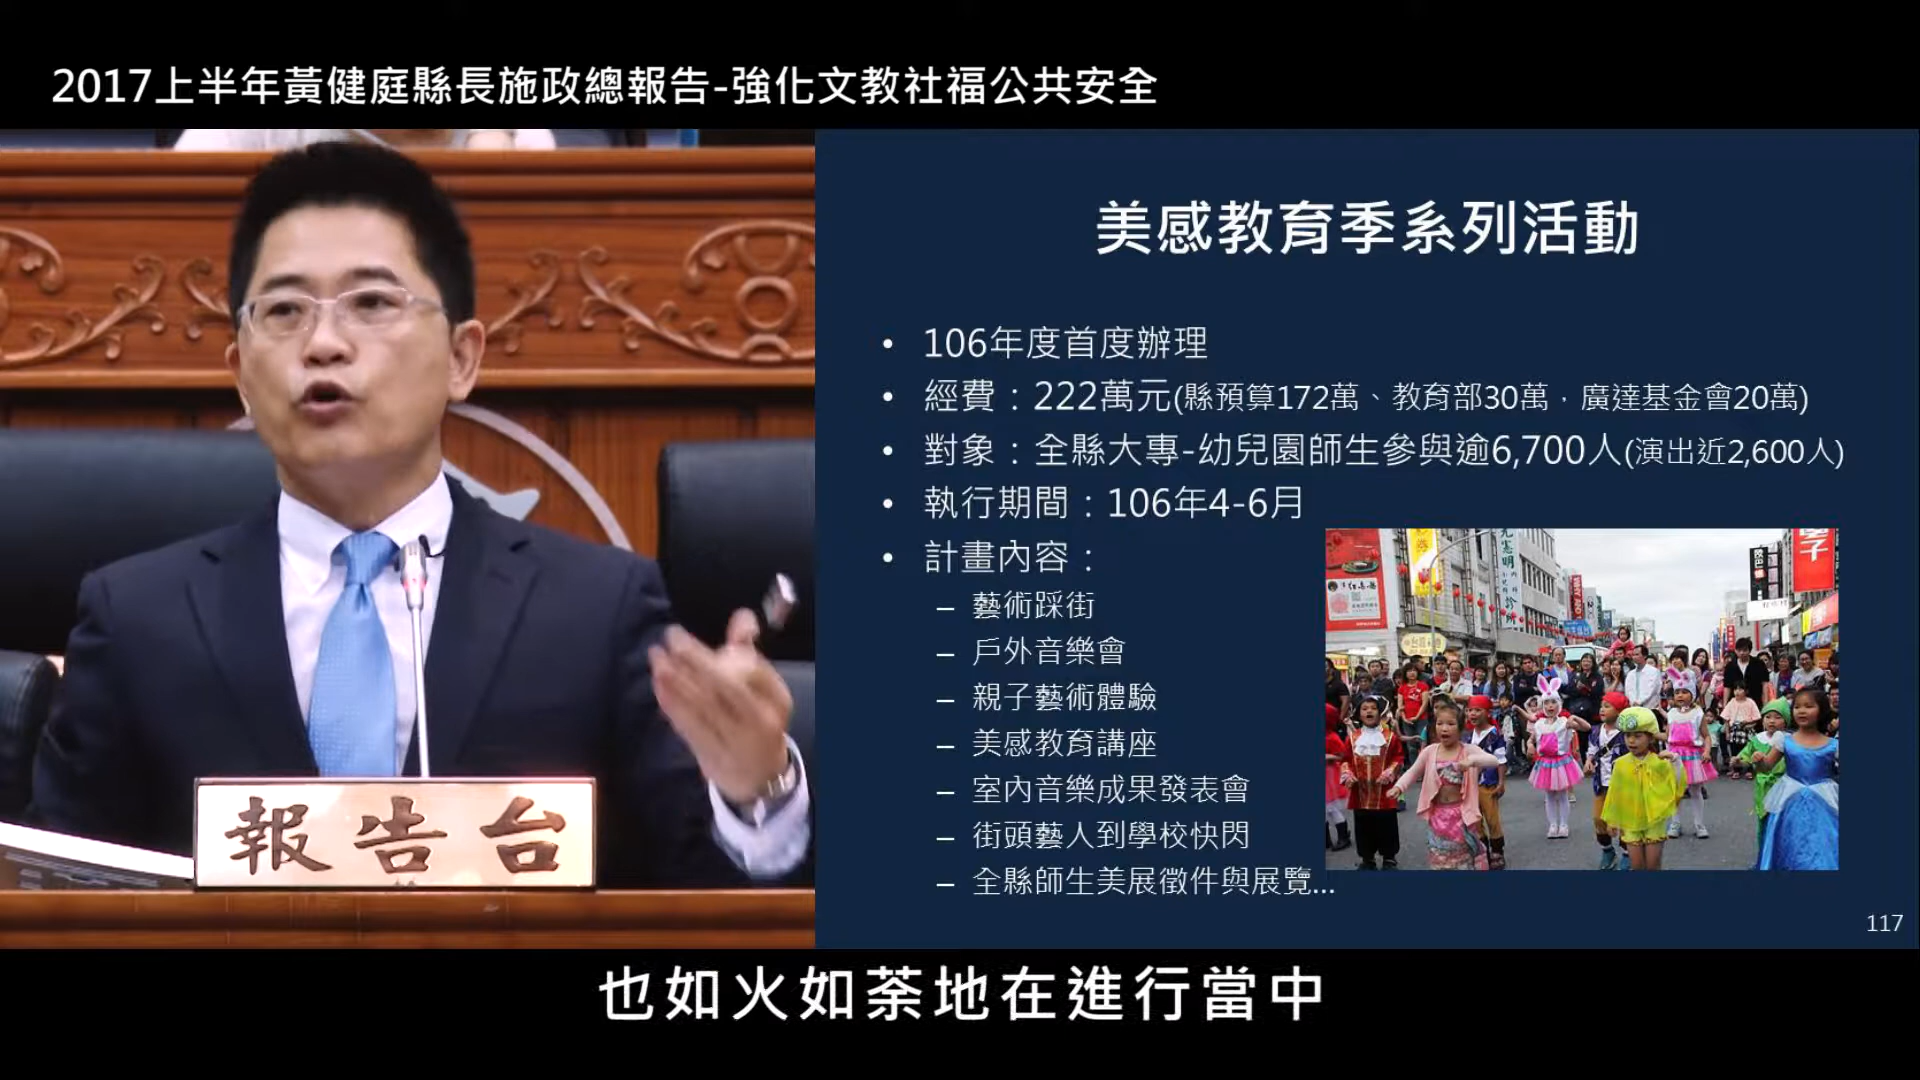 2017上半年黃健庭縣長施政總報告-強化文教社福公共安全
美感教育季系列活動
• 106年度首度辦理
• 經費：222萬元(縣預算172萬、教育部30萬，廣達基金會20萬)
• 對象：全縣大專-幼兒園師生參與逾6,700人(演出近2,600人)
• 執行期間：106年4-6月
• 計畫內容：
– 藝術踩街
– 戶外音樂會
– 親子藝術體驗
– 美感教育講座
– 室內音樂成果發表會
– 街頭藝人到學校快閃
– 全縣師生美展徵件與展覽...
117
報告台
也如火如荼地在進行當中